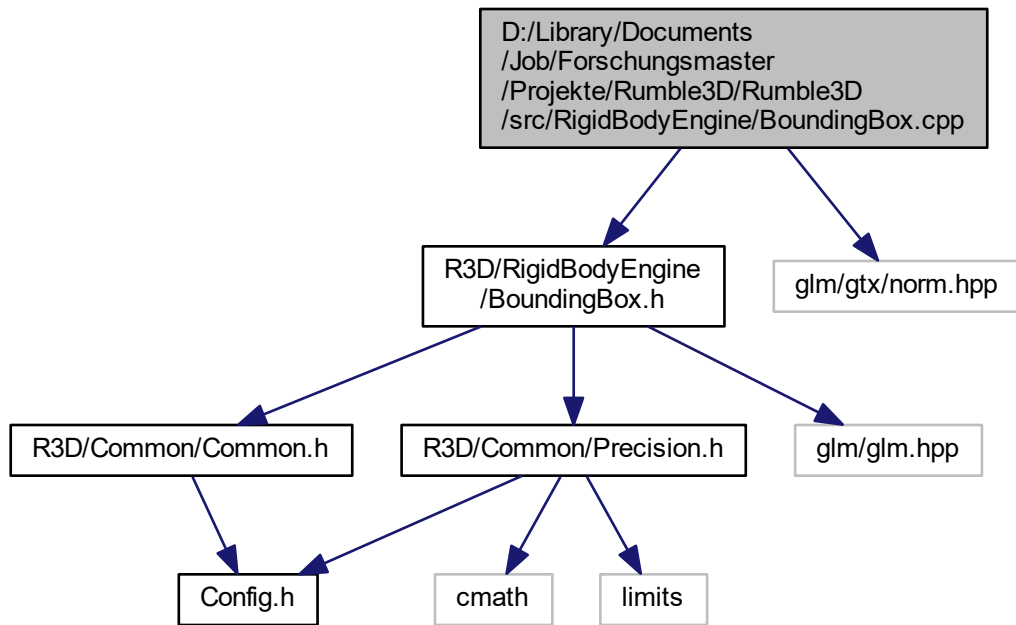 D:/Library/Documents
/Job/Forschungsmaster
/Projekte/Rumble3D/Rumble3D
/src/RigidBodyEngine/BoundingBox.cpp
R3D/RigidBodyEngine
/BoundingBox.h
glm/gtx/norm.hpp
R3D/Common/Common.h
R3D/Common/Precision.h
glm/glm.hpp
Config.h
cmath
limits